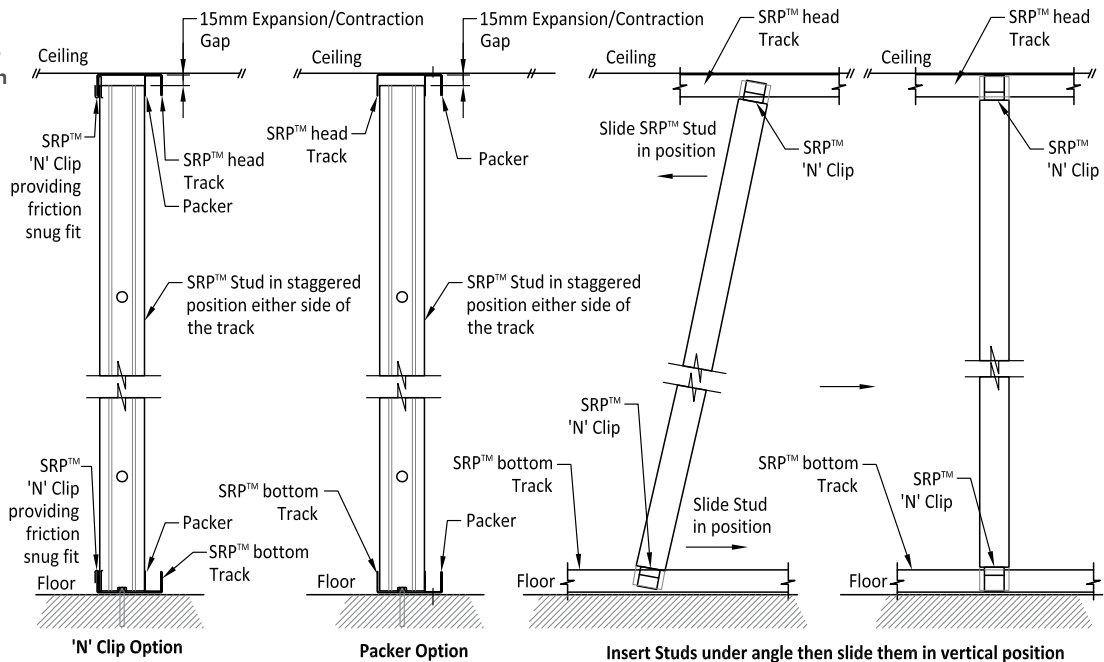 n
15mm Expansion/Contraction
Gap
Ceiling
SRP™
'N' Clip
providing
friction
snug fit
SRP™ head
Track
Packer
SRP™ Stud in staggered
position either side of
the track
SRP™
'N' Clip
providing
friction
snug fit
Packer
SRP™ bottom
Track
Floor
'N' Clip Option
15mm Expansion/Contraction
Gap
Ceiling
SRP™ head
Track
Packer
SRP™ Stud in staggered
position either side of
the track
SRP™ bottom
Track
Packer
Floor
Packer Option
SRP™ head
Track
Ceiling
Slide SRP™ Stud
in position
SRP™
'N' Clip
SRP™
'N' Clip
SRP™ bottom
Track
Slide Stud
in position
Floor
SRP™ head
Track
Ceiling
SRP™
'N' Clip
SRP™ bottom
Track
SRP™
'N' Clip
Floor
Insert Studs under angle then slide them in vertical position